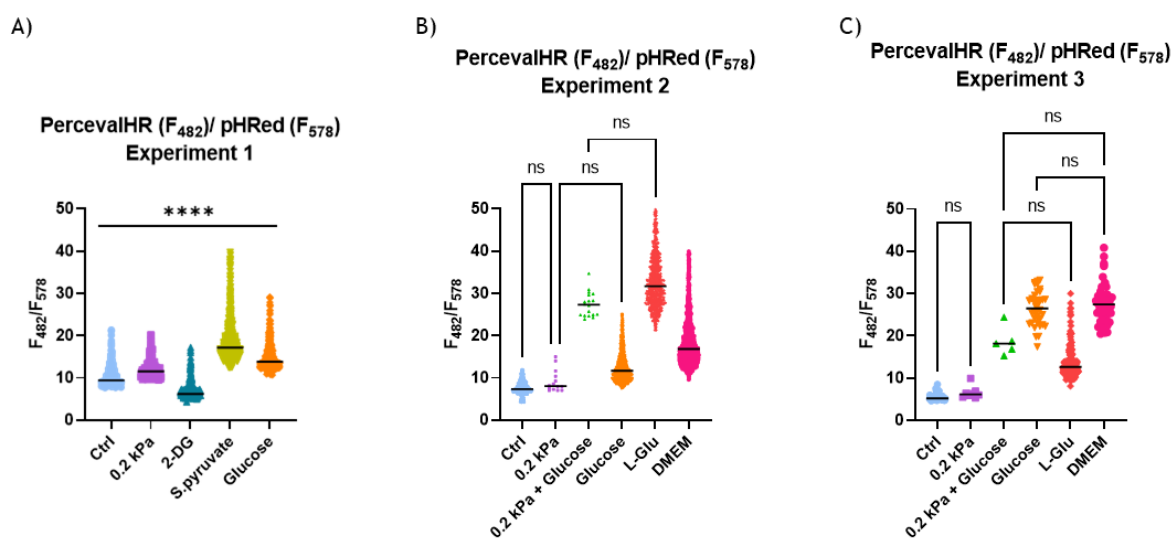 A)
PercevalHR (F482)/ pHRed (F578)
Experiment 1
****
F482/F578
50
40
30
20
10
0
Ctrl
0.2 kPa
2-DG
S.pyruvate
Glucose
B)
PercevalHR (F482)/ pHRed (F578)
Experiment 2
ns
ns
ns
F482/F578
50
40
30
20
10
0
Ctrl
0.2 kPa
0.2 kPa + Glucose
Glucose
L-Glu
DMEM
C)
PercevalHR (F482)/ pHRed (F578)
Experiment 3
ns
ns
ns
ns
F482/F578
50
40
30
20
10
0
Ctrl
0.2 kPa
0.2 kPa + Glucose
Glucose
L-Glu
DMEM